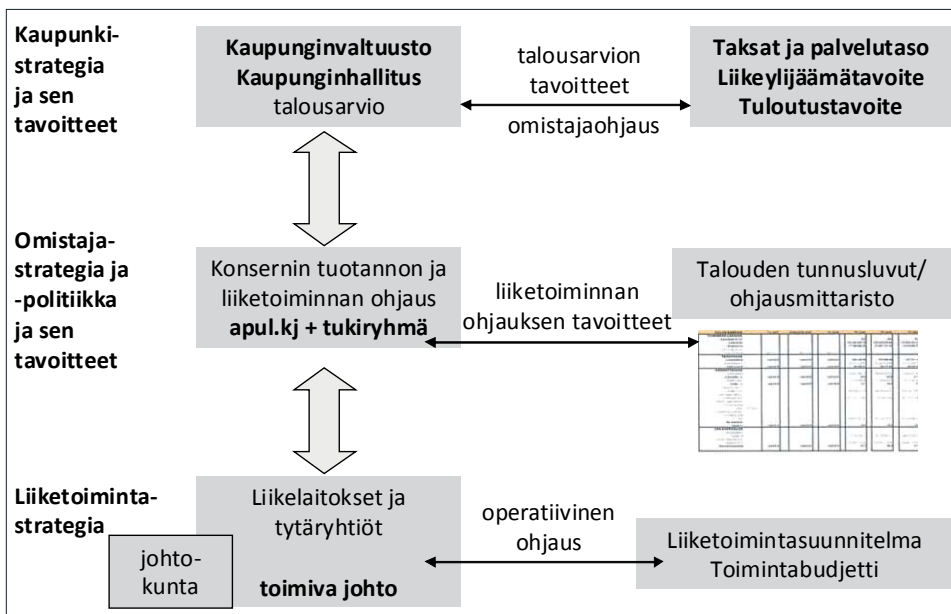 Kaupunki-
strategia
ja sen
tavoitteet
Kaupunginvaltuusto
Kaupunginhallitus
talousarvio
talousarvion
tavoitteet
omistajaohjaus
Taksat ja palvelutaso
Liikeylijäämätavoite
Tuloutustavoite
Omistaja-
strategia ja
-politiikka
ja sen
tavoitteet
Konsernin tuotannon ja
liiketoiminnan ohjaus
apul.kj + tukiryhmä
liiketoiminnan
ohjauksen tavoitteet
Talouden tunnusluvut/
ohjausmittaristo
Liiketoiminta-
strategia
johto-
kunta
Liikelaitokset ja
tytäryhtiöt
toimiva johto
operatiivinen
ohjaus
Liiketoimintasuunnitelma
Toimintabudjetti